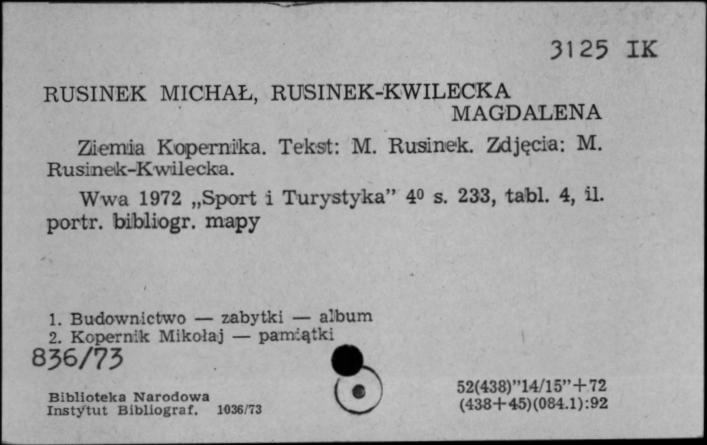 3125 IK
RUSINEK MICHAŁ, RUSINEK-KWILECKA
MAGDALENA
Ziemia Kopernika. Tekst: M. Rusinek. Zdjęcia: M.
Rusinek-Kwilecka.
Wwa 1972 „Sport i Turystyka” 4⁰ s. 233, tabl. 4, il.
portr. bibliogr. mapy
1. Budownictwo — zabytki — album
2. Kopernik Mikołaj — pamiątki
836/73
Biblioteka Narodowa
Instytut Bibliograf. 1036/73
52(438)”14/15”+72
(438+45)(084.1):92